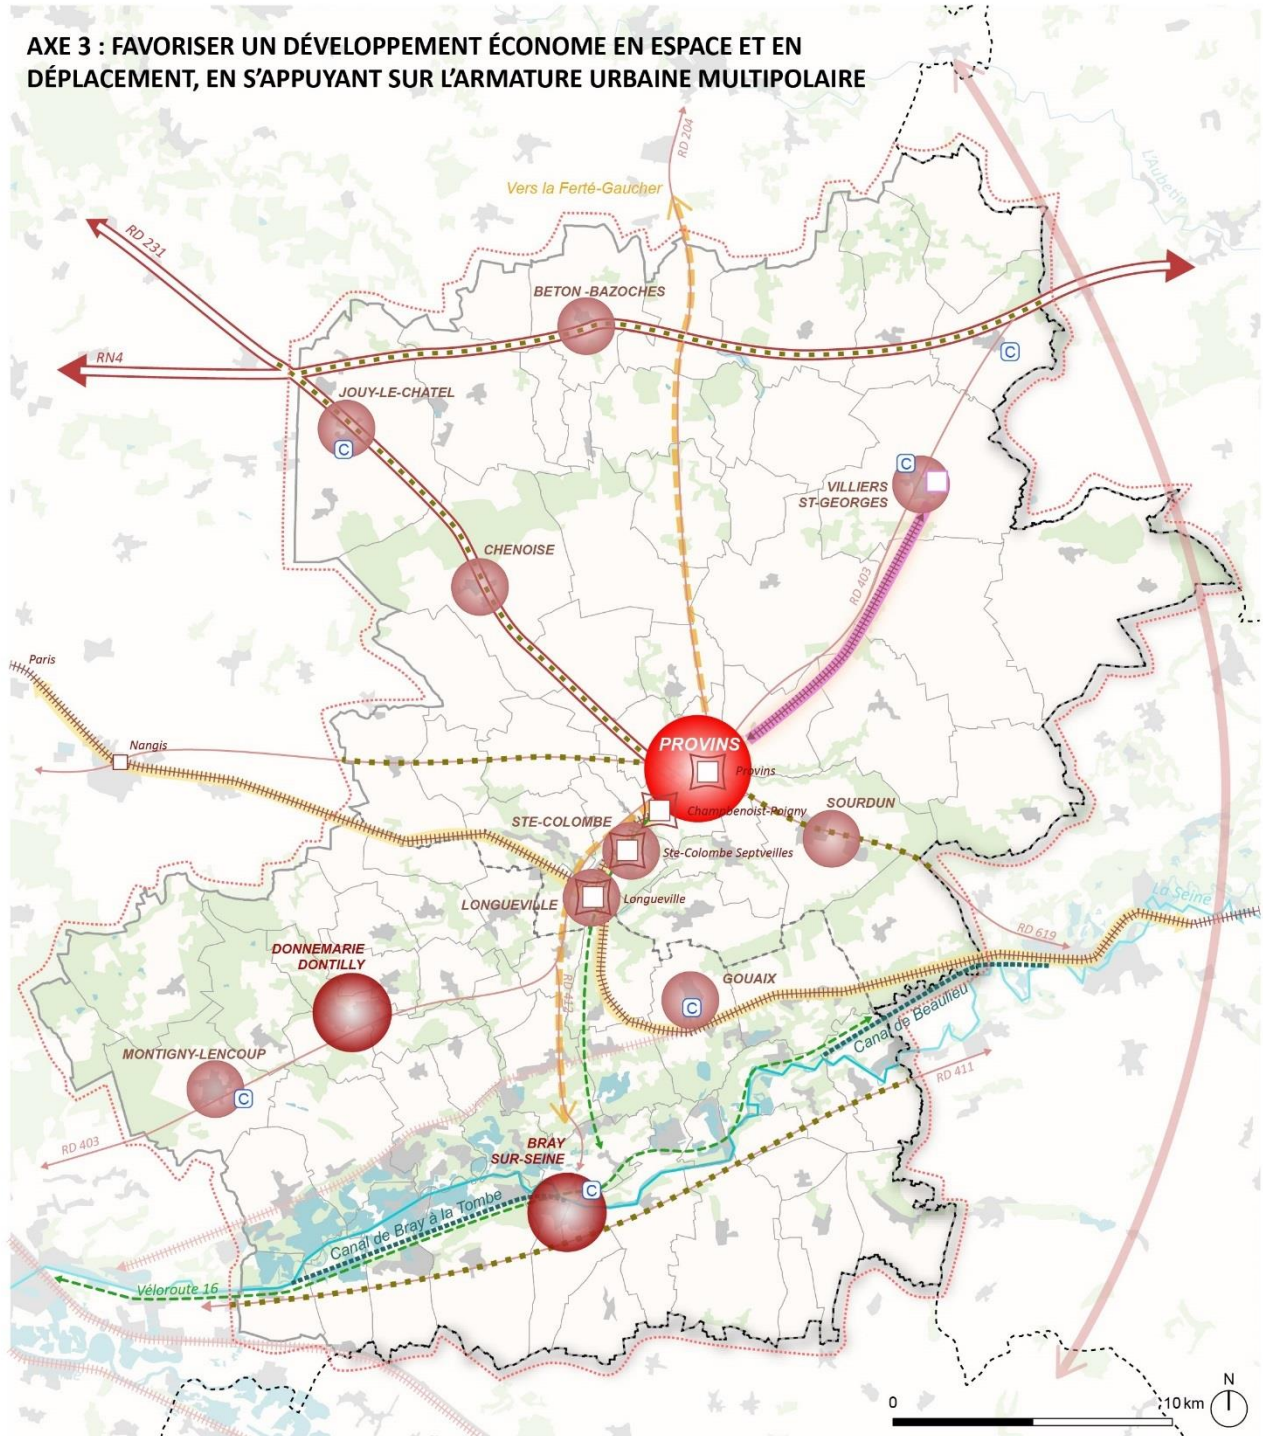 AXE 3 : FAVORISER UN DÉVELOPPEMENT ÉCONOME EN ESPACE ET EN
DÉPLACEMENT, EN S'APPUYANT SUR L'ARMATURE URBAINE MULTIPOLAIRE
RD 204
L'Aubetin
Vers la Ferté-Gaucher
RD 231
BETON -BAZOCHES
RN4
C
JOUY-LE-CHATEL
C
C
VILLIERS
ST-GEORGES
CHENOISE
RD 403
Paris
Nangis
PROVINS
Provins
Champbenoist-Poigny
SOURDUN
STE-COLOMBE
Ste-Colombe Septveilles
LONGUEVILLE
Longueville
La Seine
RD 619
DONNEMARIE
DONTILLY
GOUAIX
C
RD 412
Canal de Beaulieu
MONTIGNY-LENCOUP
C
RD 411
RD 403
BRAY
SUR-SEINE
C
Canal de Bray à la Tombe
Véloroute 16
N
0
10 km